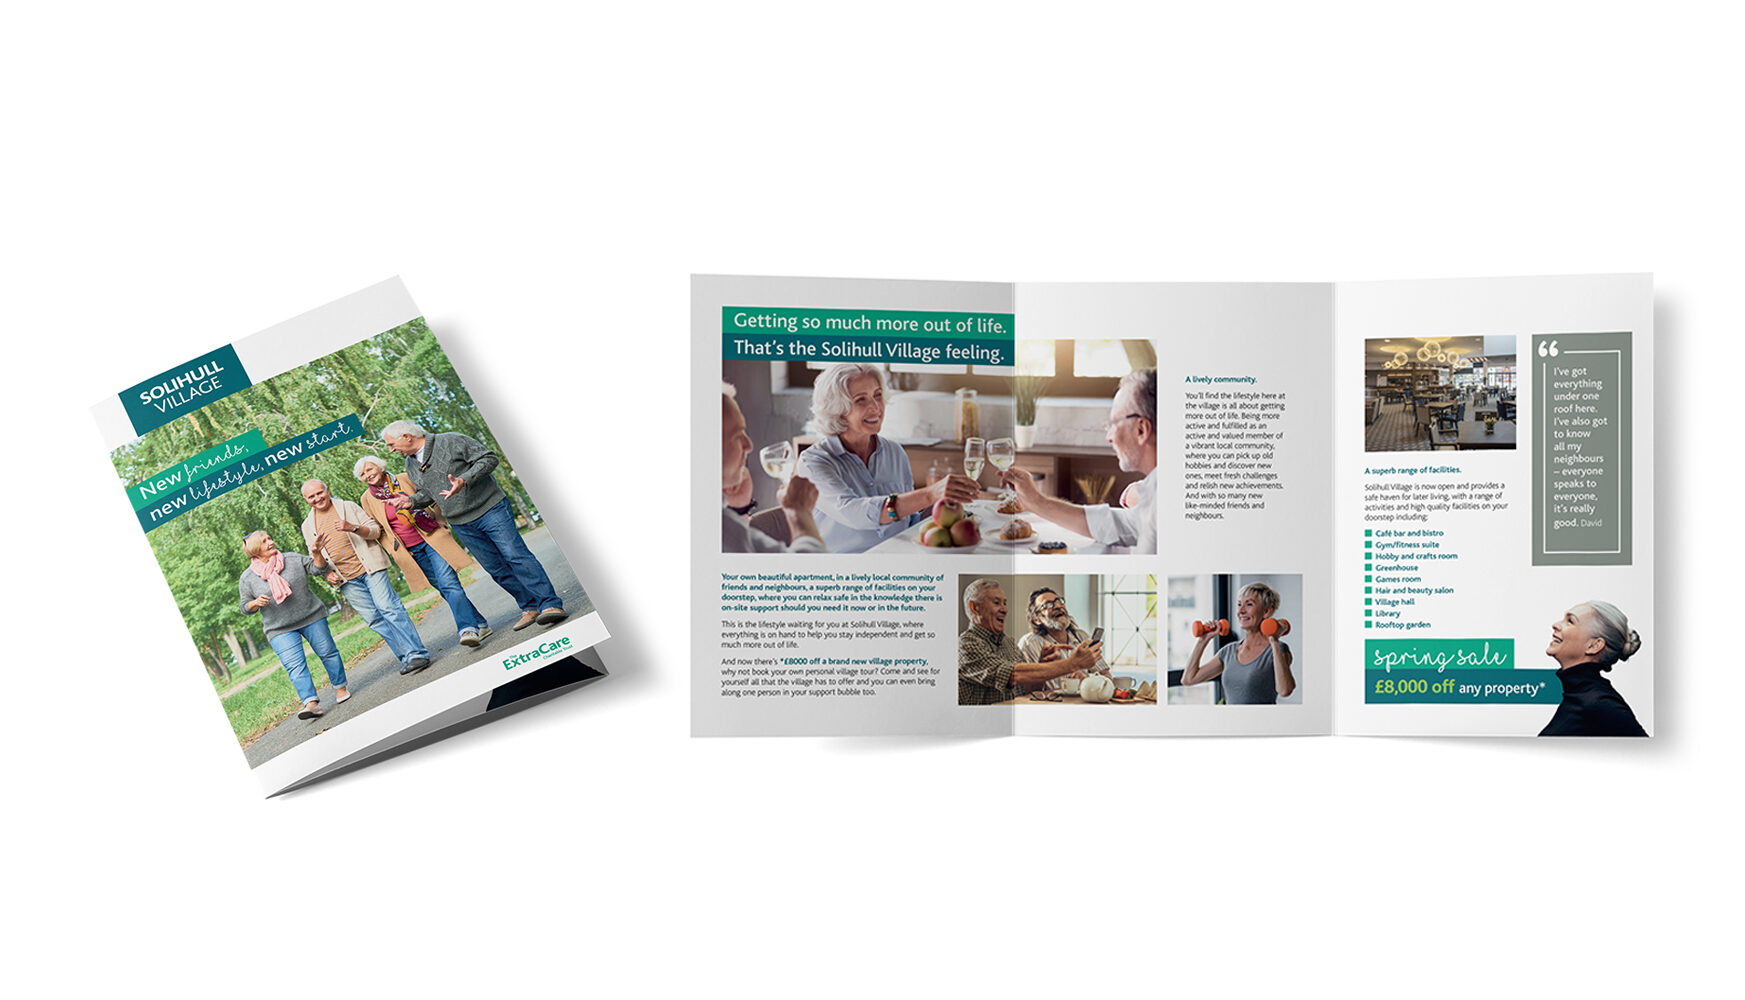 SOLIHULL
VILLAGE
New friends,
new lifestyle, new start.
The
ExtraCare
Charitable Trust
Getting so much more out of life.
That's the Solihull Village feeling.
Your own beautiful apartment, in a lively local community of
friends and neighbours, a superb range of facilities on your
doorstep, where you can relax safe in the knowledge there is
on-site support should you need it now or in the future.
This is the lifestyle waiting for you at Solihull Village, where
everything is on hand to help you stay independent and get so
much more out of life.
And now there's *£8000 off a brand new village property,
why not book your own personal village tour? Come and see for
yourself all that the village has to offer and you can even bring
along one person in your support bubble too.
A lively community.
You'll find the lifestyle here at
the village is all about getting
more out of life. Being more
active and fulfilled as an
active and valued member of
a vibrant local community,
where you can pick up old
hobbies and discover new
ones, meet fresh challenges
and relish new achievements.
And with so many new
like-minded friends and
neighbours.
A superb range of facilities.
Solihull Village is now open and provides a
safe haven for later living, with a range of
activities and high quality facilities on your
doorstep including:
Café bar and bistro
Gym/fitness suite
Hobby and crafts room
Greenhouse
Games room
Hair and beauty salon
Village hall
Library
Rooftop garden
spring sale
£8,000 off any property*
“
I've got
everything
under one
roof here.
I've also got
to know
all my
neighbours
– everyone
speaks to
everyone,
it's really
good. David